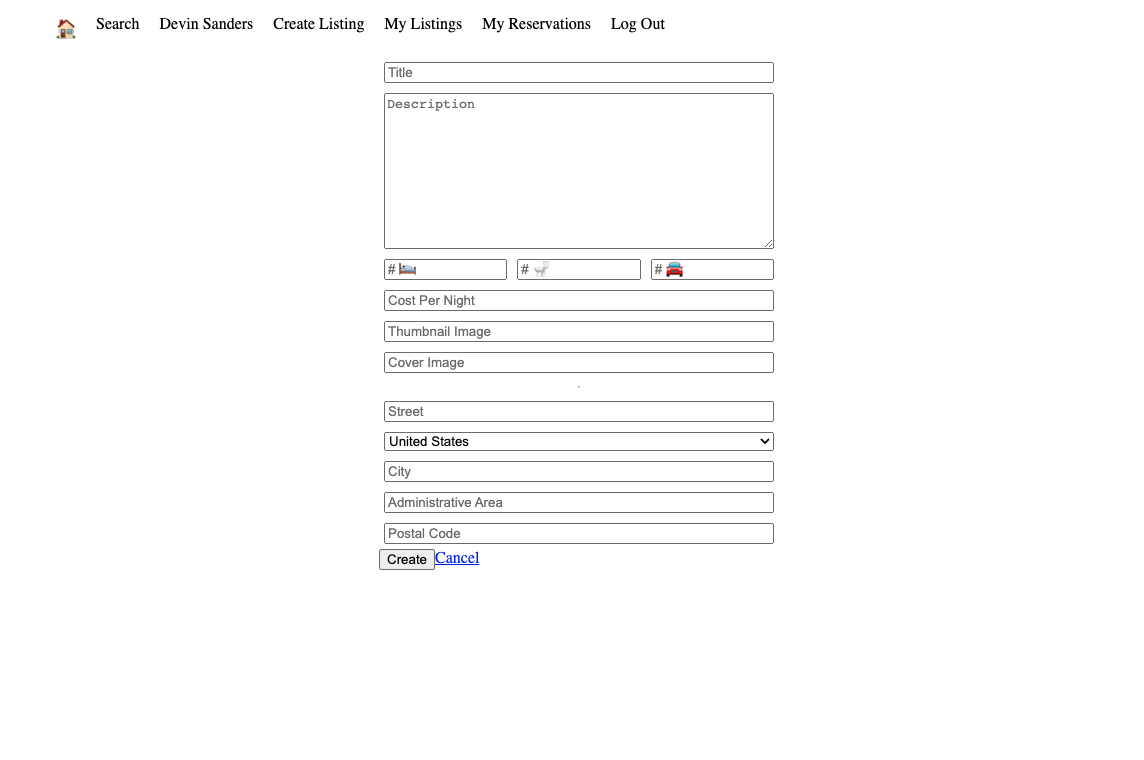 🏠 Search Devin Sanders Create Listing My Listings My Reservations Log Out
Title
Description
# 🛌 # 🚽 # 🚘
Cost Per Night
Thumbnail Image
Cover Image
Street
United States
City
Administrative Area
Postal Code
Create Cancel